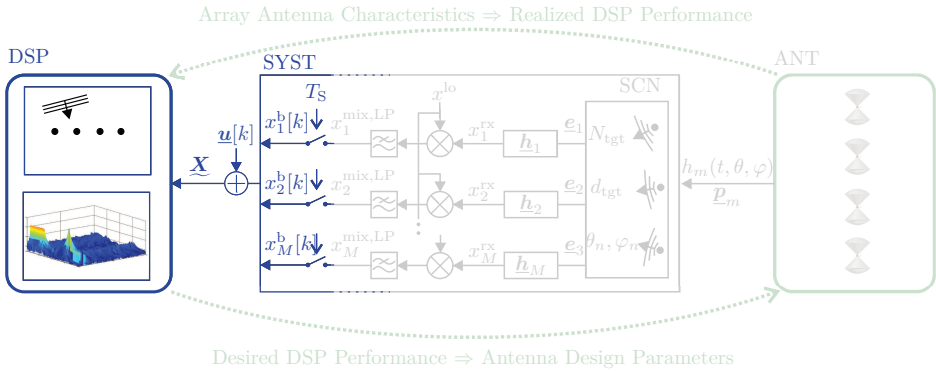 Array Antenna Characteristics ⇒ Realized DSP Performance
DSP
SYST
ANT
SCN
T_S
x^lo
x_1^b[k]
x_1^mix,LP
x_1^rx
h_1
e_1
N_tgt
u[k]
X
x_2^b[k]
x_2^mix,LP
x_2^rx
h_2
e_2
d_tgt
h_m(t, θ, φ)
p_m
x_M^b[k]
x_M^mix,LP
x_M^rx
h_M
e_3
θ_n, φ_n
Desired DSP Performance ⇒ Antenna Design Parameters